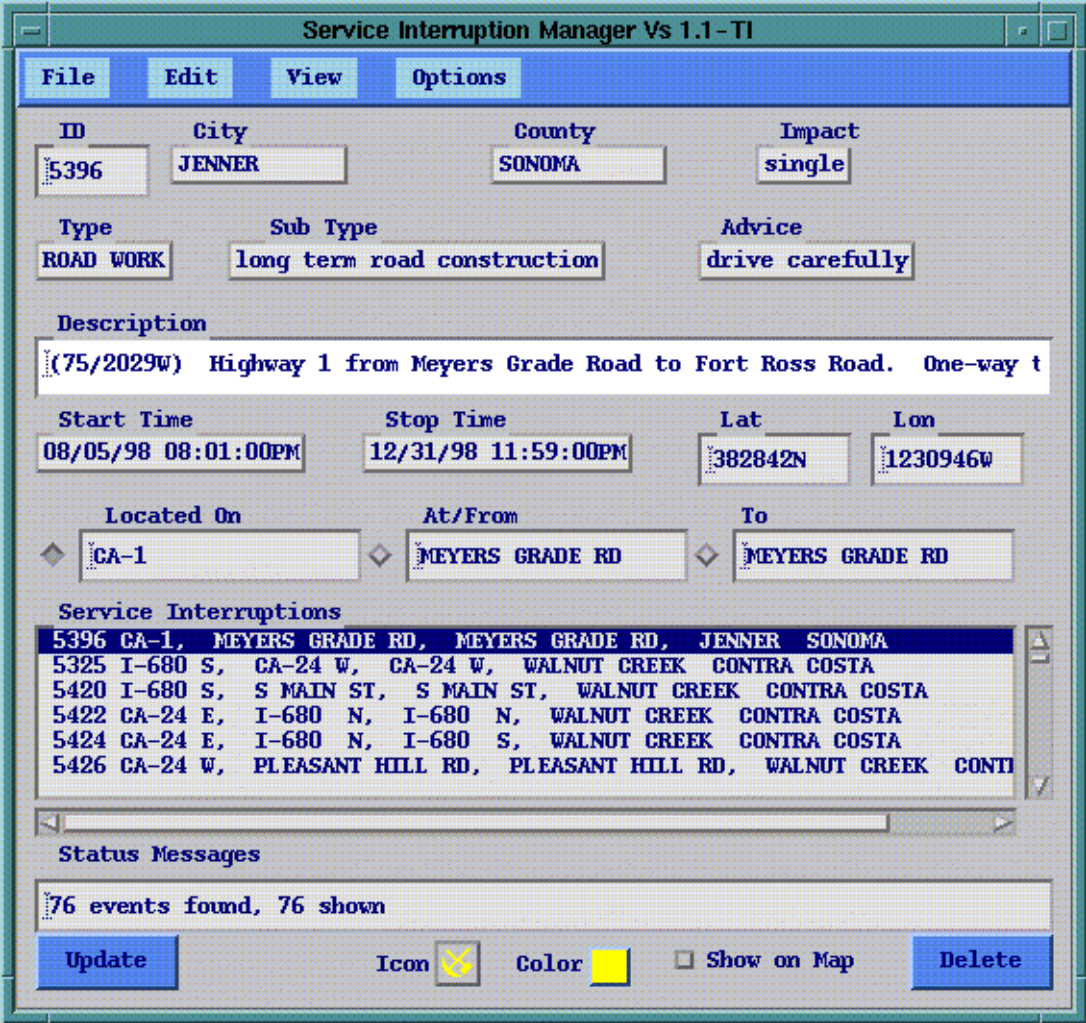 Service Interruption Manager Vs 1.1-TI
File Edit View Options
ID City County Impact
5396 JENNER SONOMA single
Type Sub Type Advice
ROAD WORK long term road construction drive carefully
Description
(75/2029W) Highway 1 from Meyers Grade Road to Fort Ross Road. One-way t
Start Time Stop Time Lat Lon
08/05/98 08:01:00PM 12/31/98 11:59:00PM 382842N 1230946W
Located On At/From To
CA-1 MEYERS GRADE RD MEYERS GRADE RD
Service Interruptions
5396 CA-1, MEYERS GRADE RD, MEYERS GRADE RD, JENNER SONOMA
5325 I-680 S, CA-24 W, CA-24 W, WALNUT CREEK CONTRA COSTA
5420 I-680 S, S MAIN ST, S MAIN ST, WALNUT CREEK CONTRA COSTA
5422 CA-24 E, I-680 N, I-680 N, WALNUT CREEK CONTRA COSTA
5424 CA-24 E, I-680 N, I-680 S, WALNUT CREEK CONTRA COSTA
5426 CA-24 W, PLEASANT HILL RD, PLEASANT HILL RD, WALNUT CREEK CONT
Status Messages
76 events found, 76 shown
Update Icon Color Show on Map Delete